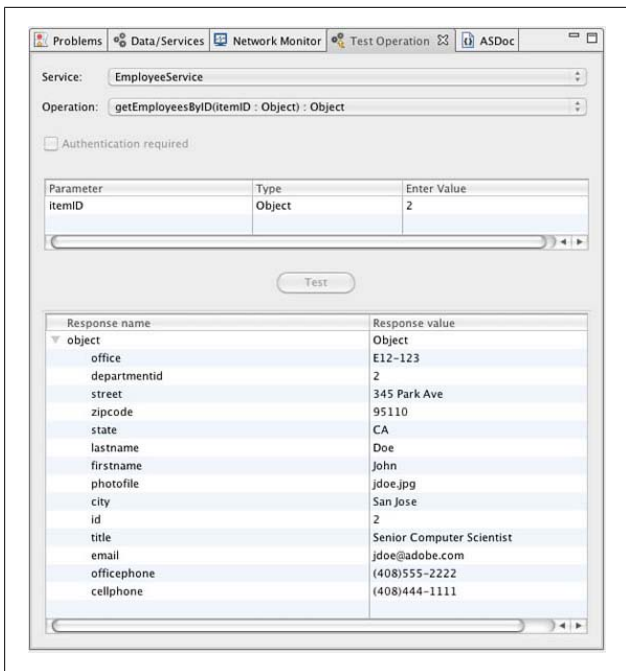 Problems Data/Services Network Monitor Test Operation ASDoc
Service: EmployeeService
Operation: getEmployeesByID(itemID : Object) : Object
Authentication required
Parameter Type Enter Value
itemID Object 2
Test
Response name Response value
object Object
office E12-123
departmentid 2
street 345 Park Ave
zipcode 95110
state CA
lastname Doe
firstname John
photofile jdoe.jpg
city San Jose
id 2
title Senior Computer Scientist
email jdoe@adobe.com
officephone (408)555-2222
cellphone (408)444-1111